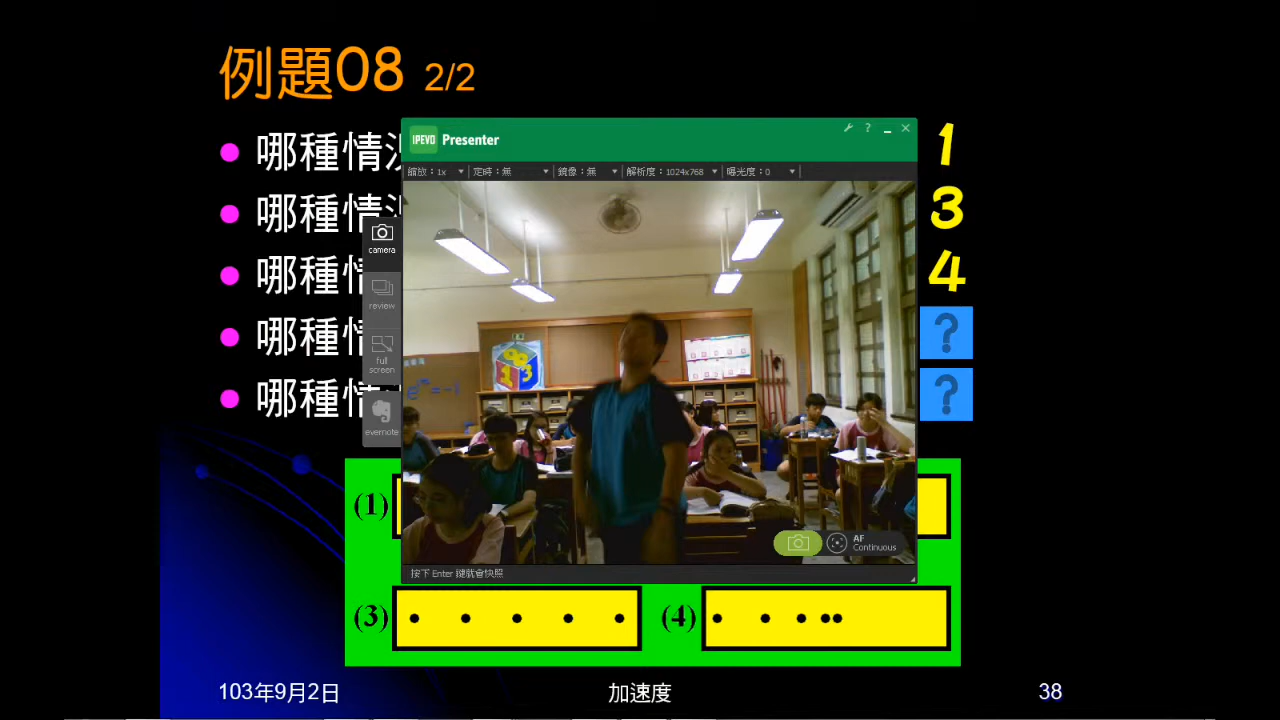 例題08 2/2
哪種情 1
哪種情 3
哪種情 4
哪種情 ?
哪種情 ?
IPEVO Presenter
縮放：1x 定時：無 鏡像：無 解析度：1024x768 曝光度：0
camera
review
full
screen
evernote
AF
Continuous
按下 Enter 鍵就會快照
(1)
(3) (4)
103年9月2日 加速度 38